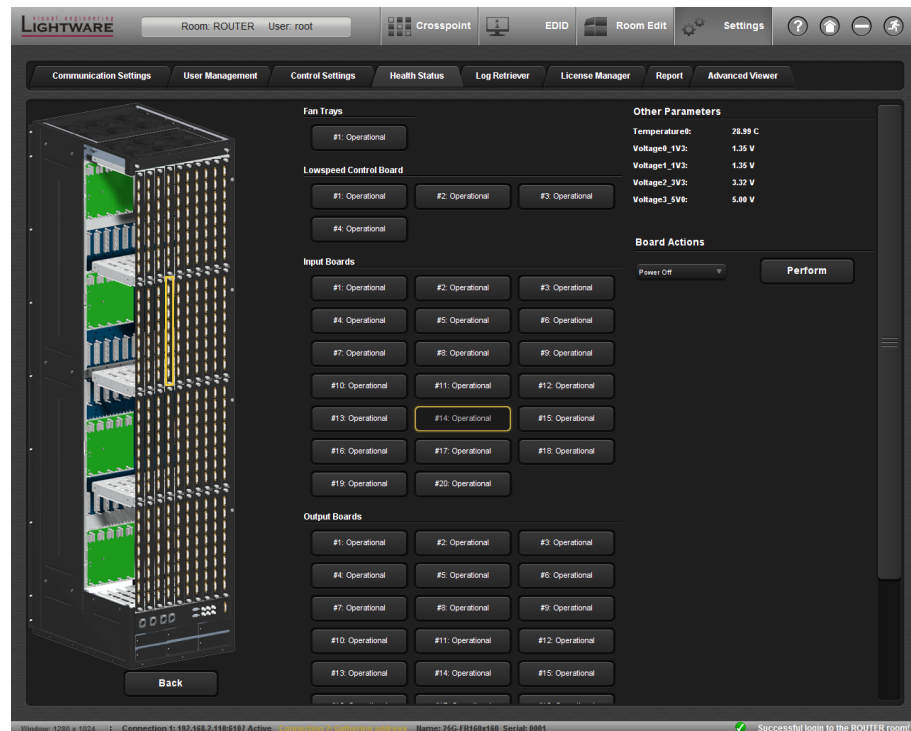 visual engineering
LIGHTWARE
Room: ROUTER User: root
Crosspoint
EDID
Room Edit
Settings
?
Communication Settings
User Management
Control Settings
Health Status
Log Retriever
License Manager
Report
Advanced Viewer
Fan Trays
#1: Operational
Lowspeed Control Board
#1: Operational #2: Operational #3: Operational
#4: Operational
Input Boards
#1: Operational #2: Operational #3: Operational
#4: Operational #5: Operational #6: Operational
#7: Operational #8: Operational #9: Operational
#10: Operational #11: Operational #12: Operational
#13: Operational #14: Operational #15: Operational
#16: Operational #17: Operational #18: Operational
#19: Operational #20: Operational
Output Boards
#1: Operational #2: Operational #3: Operational
#4: Operational #5: Operational #6: Operational
#7: Operational #8: Operational #9: Operational
#10: Operational #11: Operational #12: Operational
#13: Operational #14: Operational #15: Operational
Other Parameters
Temperature0: 28.99 C
Voltage0_1V3: 1.35 V
Voltage1_1V3: 1.35 V
Voltage2_3V3: 3.32 V
Voltage3_5V0: 5.00 V
Board Actions
Power Off
Perform
Back
Window: 1280 x 1024 : Connection 1: 192.168.2.110:6107 Active
Name: 25G-FR160x160 Serial: 0001
Successful login to the ROUTER room!